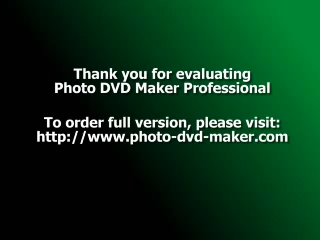 Thank you for evaluating
Photo DVD Maker Professional
To order full version, please visit:
http://www.photo-dvd-maker.com